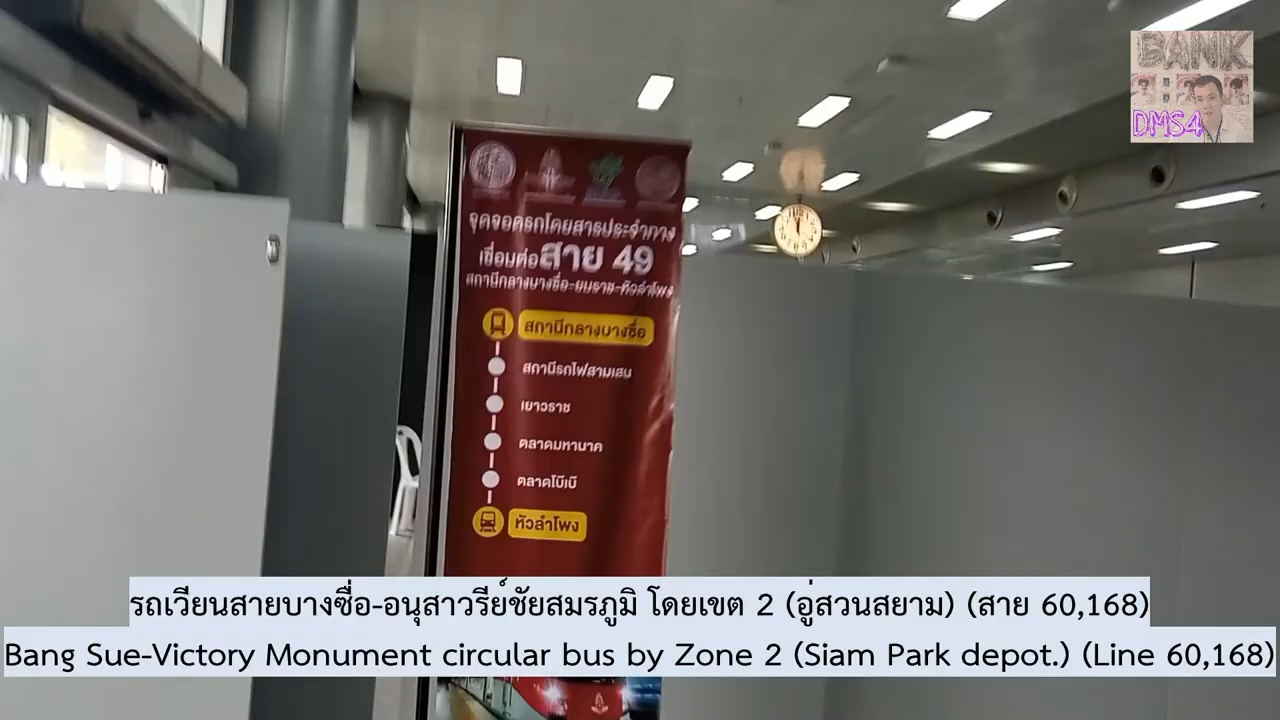 BANK
DMS4
จุดจอดรถโดยสารประจำทาง
เชื่อมต่อสาย 49
สถานีกลางบางซื่อ-ยมราช-หัวลำโพง
สถานีกลางบางซื่อ
สถานีรถไฟสามเสน
เยาวราช
ตลาดมหานาค
ตลาดโบ๊เบ๊
หัวลำโพง
รถเวียนสายบางซื่อ-อนุสาวรีย์ชัยสมรภูมิ โดยเขต 2 (อู่สวนสยาม) (สาย 60,168)
Bang Sue-Victory Monument circular bus by Zone 2 (Siam Park depot.) (Line 60,168)